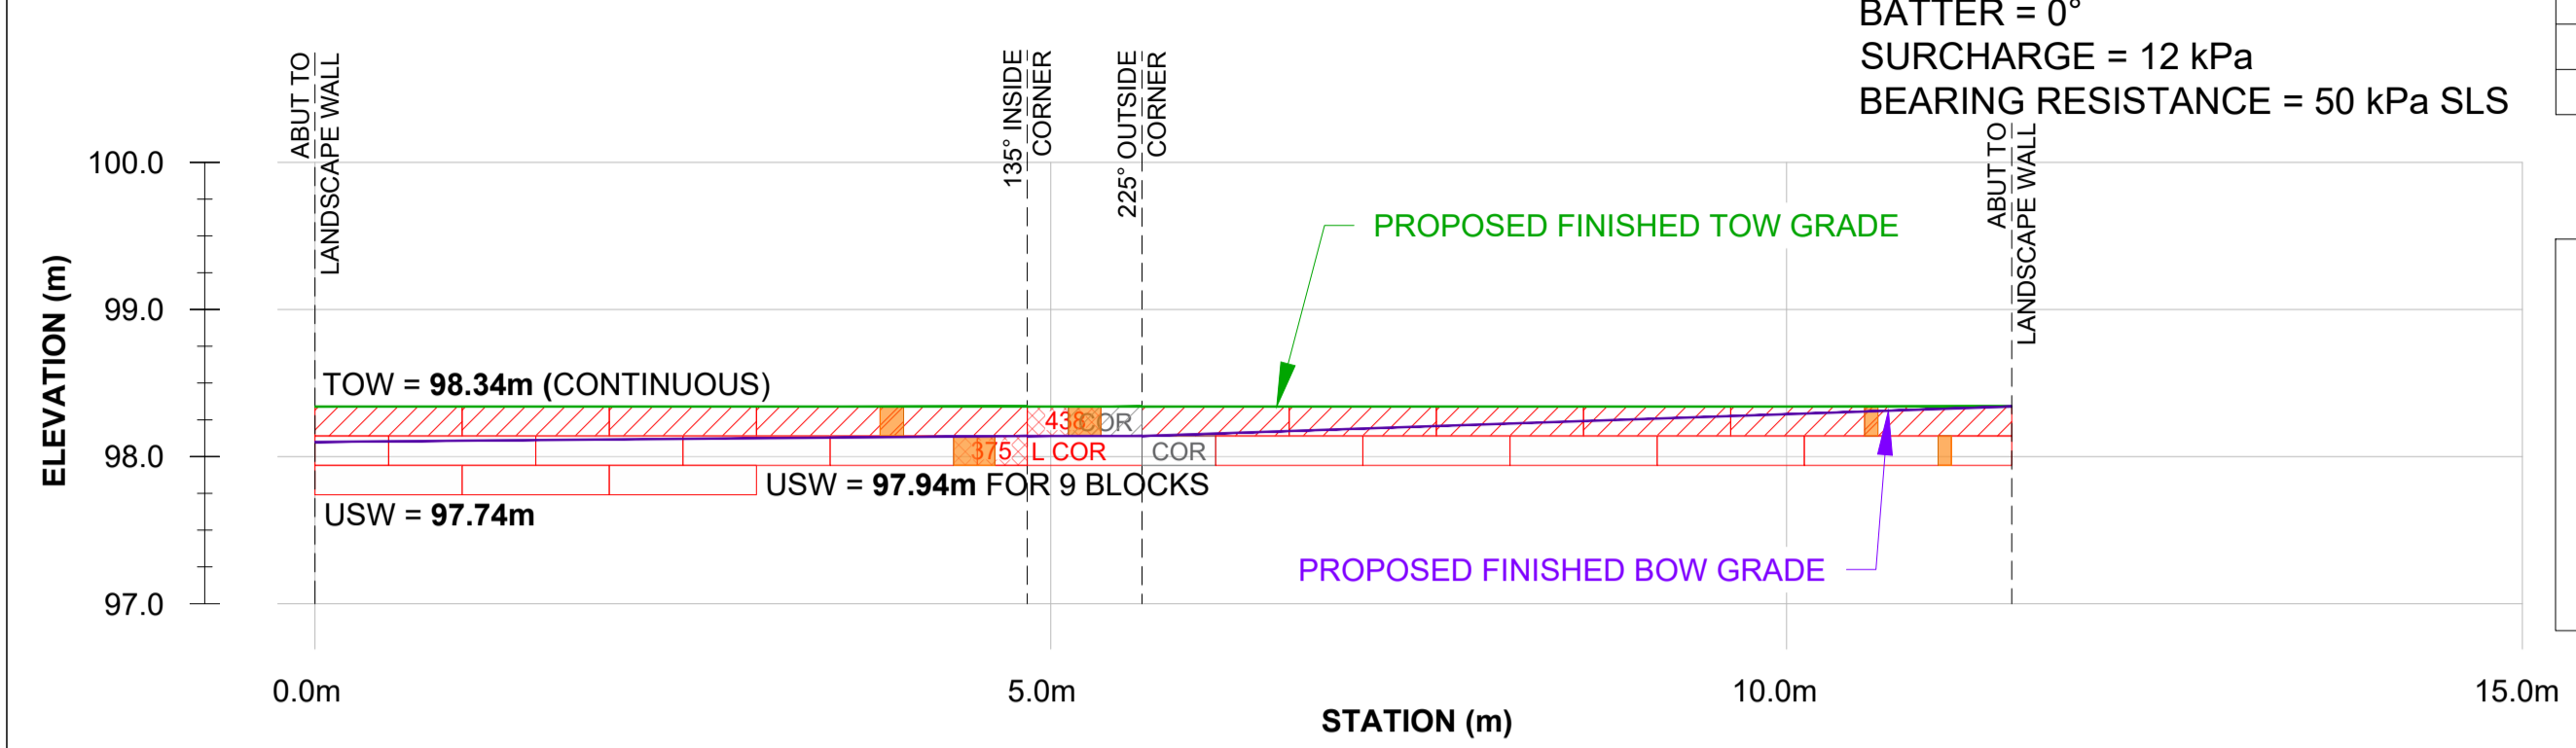 BATTER = 0°
SURCHARGE = 12 kPa
BEARING RESISTANCE = 50 kPa SLS
ABUT TO
LANDSCAPE WALL
135° INSIDE
CORNER
225° OUTSIDE
CORNER
ABUT TO
LANDSCAPE WALL
100.0
99.0
98.0
97.0
ELEVATION (m)
PROPOSED FINISHED TOW GRADE
TOW = 98.34m (CONTINUOUS)
438
COR
375
L COR
COR
USW = 97.94m FOR 9 BLOCKS
USW = 97.74m
PROPOSED FINISHED BOW GRADE
0.0m
5.0m
10.0m
15.0m
STATION (m)